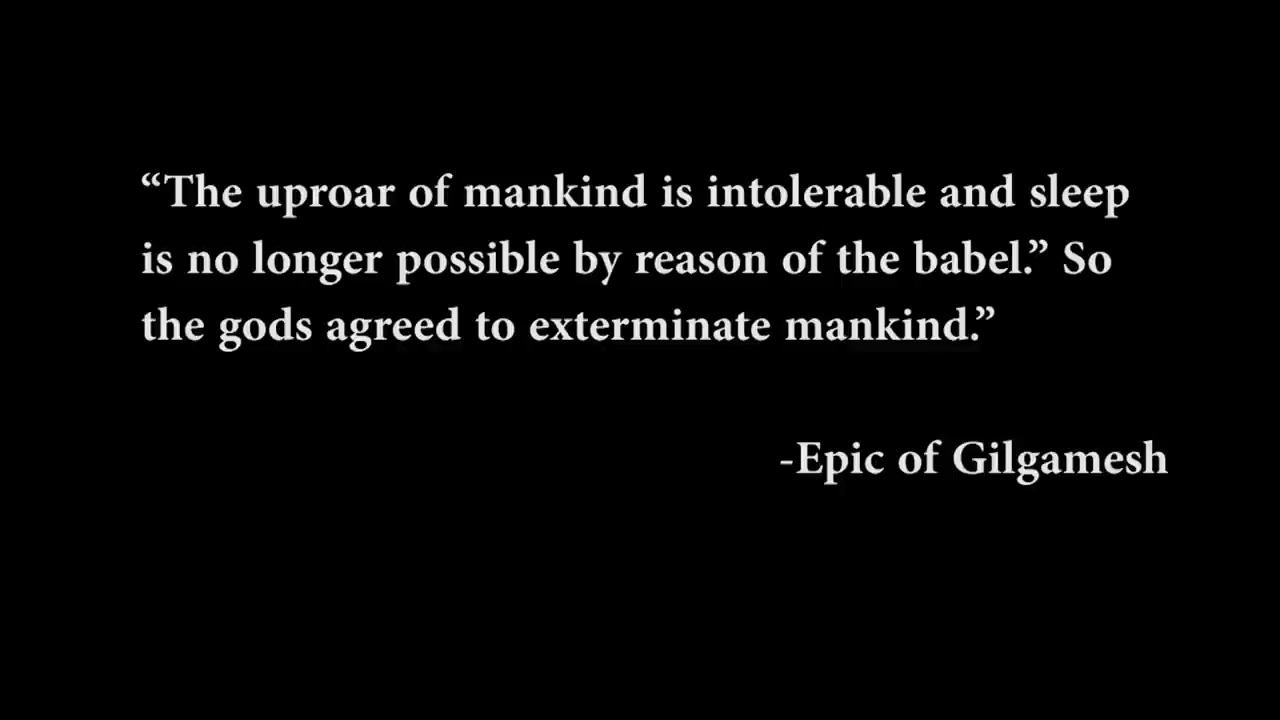 “The uproar of mankind is intolerable and sleep
is no longer possible by reason of the babel.” So
the gods agreed to exterminate mankind.”
-Epic of Gilgamesh